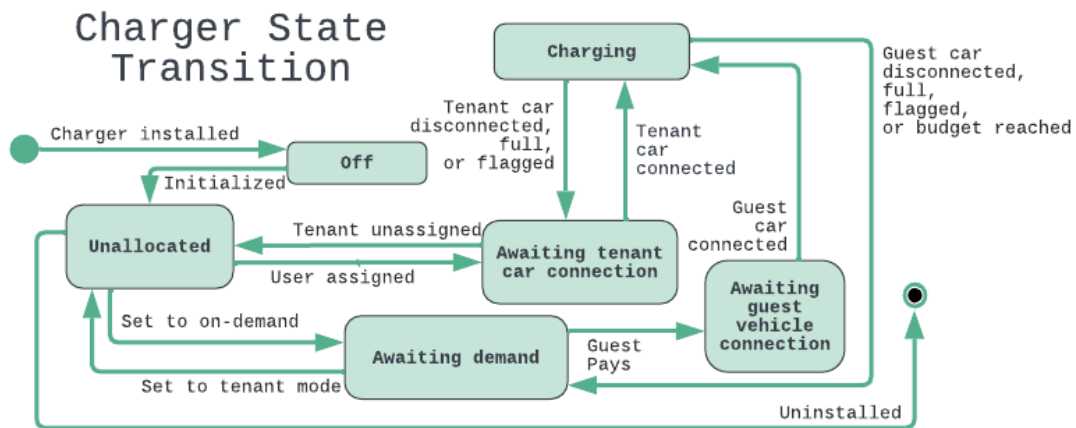 Charger State
Transition
Charging
Guest car
disconnected,
full,
flagged,
or budget reached
Tenant car
disconnected,
full,
or flagged
Tenant
car
connected
Charger installed
Off
Initialized
Unallocated
Tenant unassigned
User assigned
Awaiting tenant
car connection
Guest
car
connected
Awaiting
guest
vehicle
connection
Set to on-demand
Awaiting demand
Guest
Pays
Set to tenant mode
Uninstalled